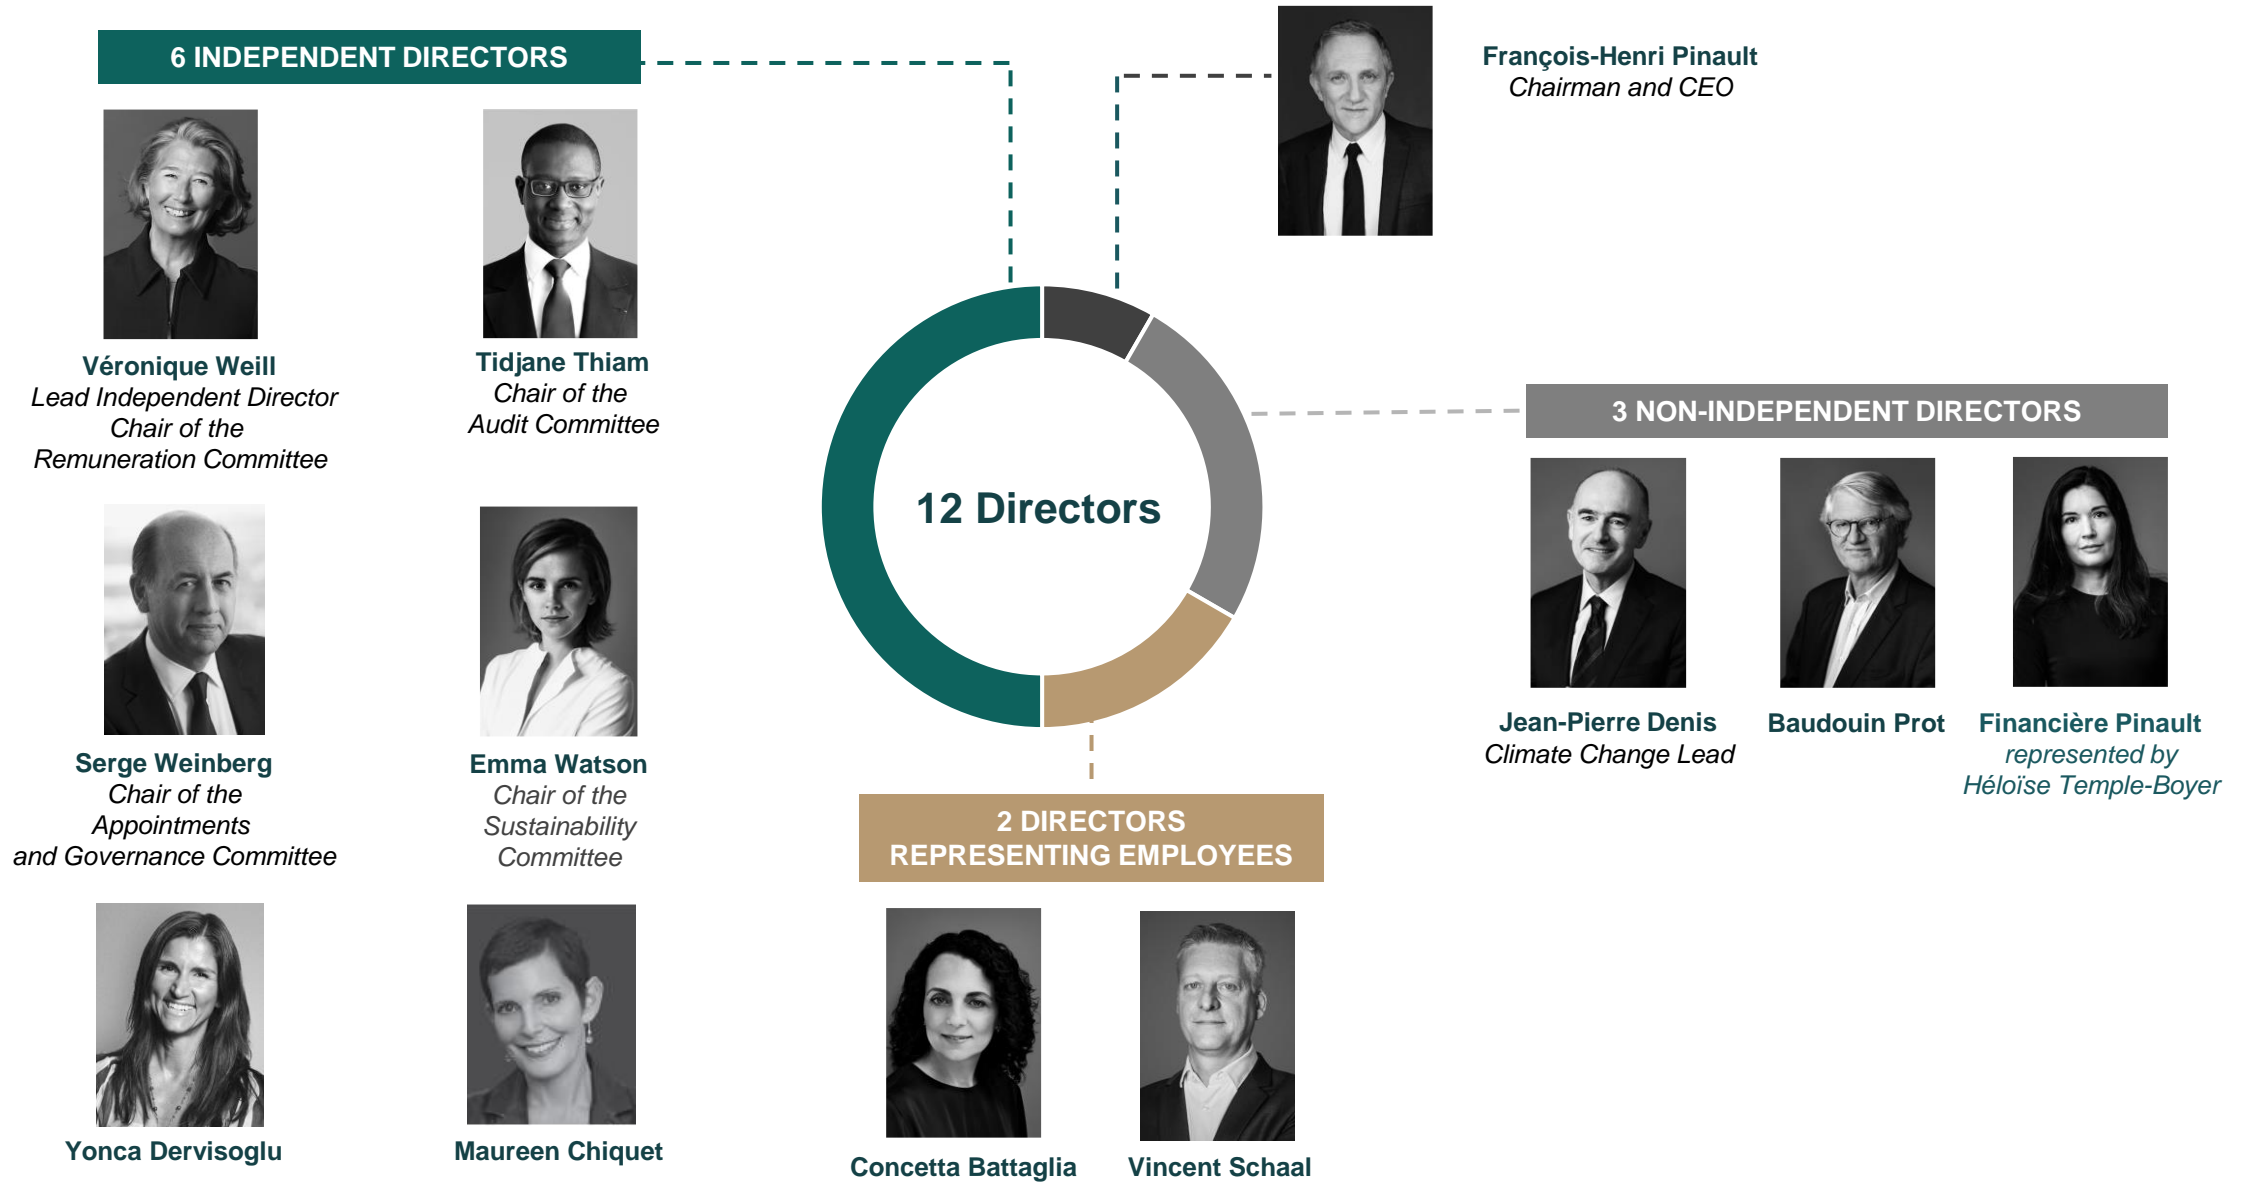 6 INDEPENDENT DIRECTORS
Véronique Weill
Lead Independent Director
Chair of the
Remuneration Committee
Tidjane Thiam
Chair of the
Audit Committee
Serge Weinberg
Chair of the
Appointments
and Governance Committee
Emma Watson
Chair of the
Sustainability
Committee
Yonca Dervisoglu
Maureen Chiquet
12 Directors
François-Henri Pinault
Chairman and CEO
3 NON-INDEPENDENT DIRECTORS
Jean-Pierre Denis
Climate Change Lead
Baudouin Prot
Financière Pinault
represented by
Héloïse Temple-Boyer
2 DIRECTORS
REPRESENTING EMPLOYEES
Concetta Battaglia
Vincent Schaal